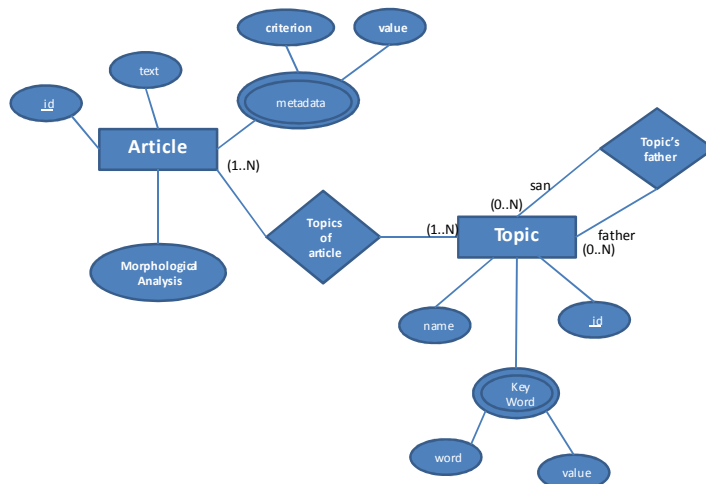 criterion
value
text
id
metadata
Article
Topic's
father
(1..N)
san
(0..N)
Topics
of
article
(1..N)
Topic
father
(0..N)
Morphological
Analysis
name
id
Key
Word
word
value